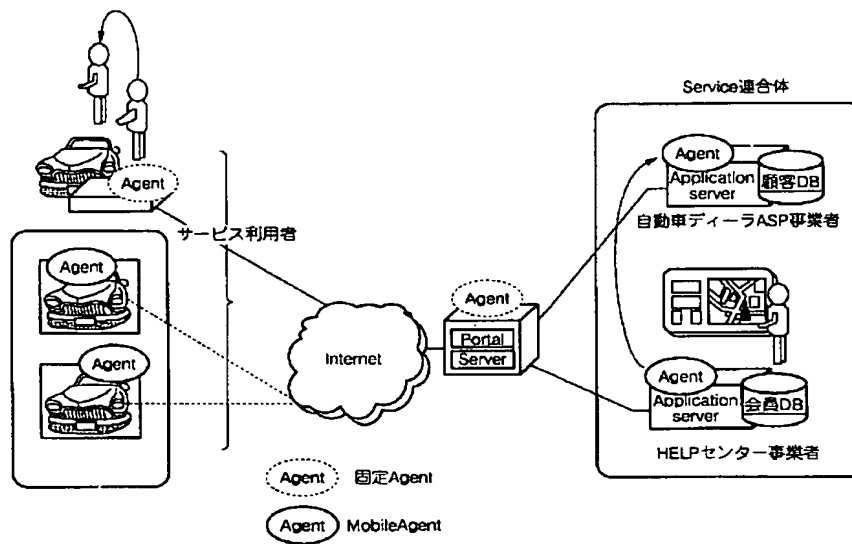 Service連合体
Agent
Agent
Application
server
顧客DB
自動車ディーラASP事業者
サービス利用者
Agent
Agent
Agent
Internet
Portal
Server
Agent
Application
server
会員DB
HELPセンター事業者
Agent
固定Agent
Agent
MobileAgent